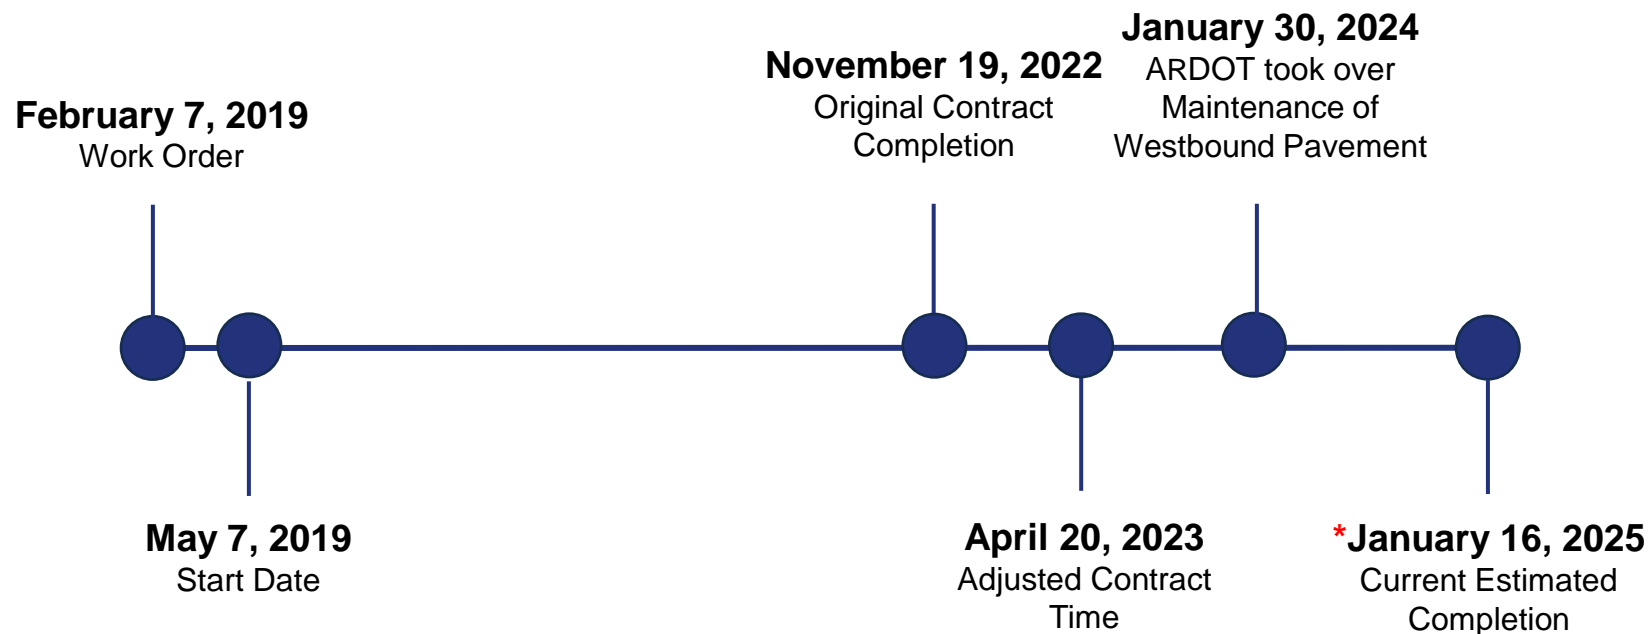 February 7, 2019
Work Order
May 7, 2019
Start Date
November 19, 2022
Original Contract
Completion
April 20, 2023
Adjusted Contract
Time
January 30, 2024
ARDOT took over
Maintenance of
Westbound Pavement
*January 16, 2025
Current Estimated
Completion